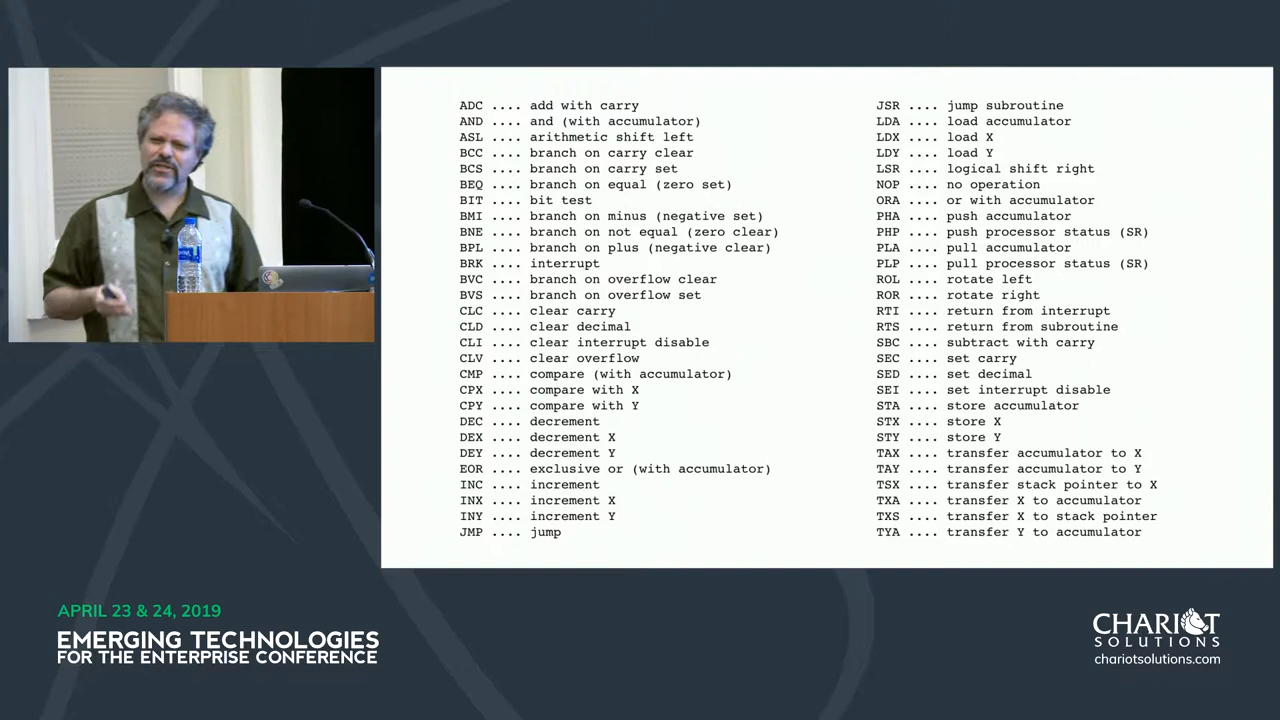 ADC .... add with carry
AND .... and (with accumulator)
ASL .... arithmetic shift left
BCC .... branch on carry clear
BCS .... branch on carry set
BEQ .... branch on equal (zero set)
BIT .... bit test
BMI .... branch on minus (negative set)
BNE .... branch on not equal (zero clear)
BPL .... branch on plus (negative clear)
BRK .... interrupt
BVC .... branch on overflow clear
BVS .... branch on overflow set
CLC .... clear carry
CLD .... clear decimal
CLI .... clear interrupt disable
CLV .... clear overflow
CMP .... compare (with accumulator)
CPX .... compare with X
CPY .... compare with Y
DEC .... decrement
DEX .... decrement X
DEY .... decrement Y
EOR .... exclusive or (with accumulator)
INC .... increment
INX .... increment X
INY .... increment Y
JMP .... jump
JSR .... jump subroutine
LDA .... load accumulator
LDX .... load X
LDY .... load Y
LSR .... logical shift right
NOP .... no operation
ORA .... or with accumulator
PHA .... push accumulator
PHP .... push processor status (SR)
PLA .... pull accumulator
PLP .... pull processor status (SR)
ROL .... rotate left
ROR .... rotate right
RTI .... return from interrupt
RTS .... return from subroutine
SBC .... subtract with carry
SEC .... set carry
SED .... set decimal
SEI .... set interrupt disable
STA .... store accumulator
STX .... store X
STY .... store Y
TAX .... transfer accumulator to X
TAY .... transfer accumulator to Y
TSX .... transfer stack pointer to X
TXA .... transfer X to accumulator
TXS .... transfer X to stack pointer
TYA .... transfer Y to accumulator
APRIL 23 & 24, 2019
EMERGING TECHNOLOGIES
FOR THE ENTERPRISE CONFERENCE
CHARIOT
SOLUTIONS
chariotsolutions.com